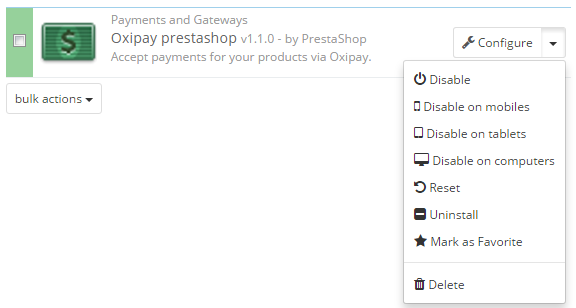 Payments and Gateways
Oxipay prestashop v1.1.0 - by PrestaShop
Accept payments for your products via Oxipay.
Configure
bulk actions
Disable
Disable on mobiles
Disable on tablets
Disable on computers
Reset
Uninstall
Mark as Favorite
Delete